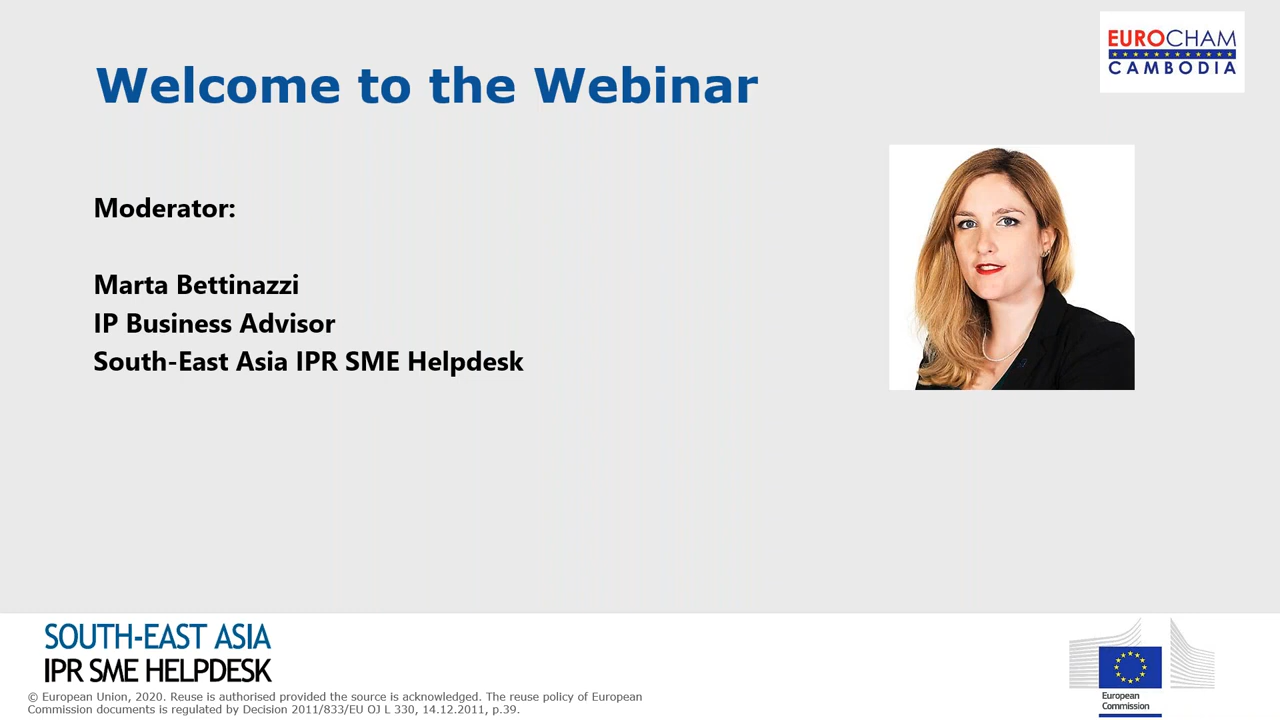 EUROCHAM
CAMBODIA
Welcome to the Webinar
Moderator:
Marta Bettinazzi
IP Business Advisor
South-East Asia IPR SME Helpdesk
SOUTH-EAST ASIA
IPR SME HELPDESK
© European Union, 2020. Reuse is authorised provided the source is acknowledged. The reuse policy of European
Commission documents is regulated by Decision 2011/833/EU OJ L 330, 14.12.2011, p.39.
European
Commission